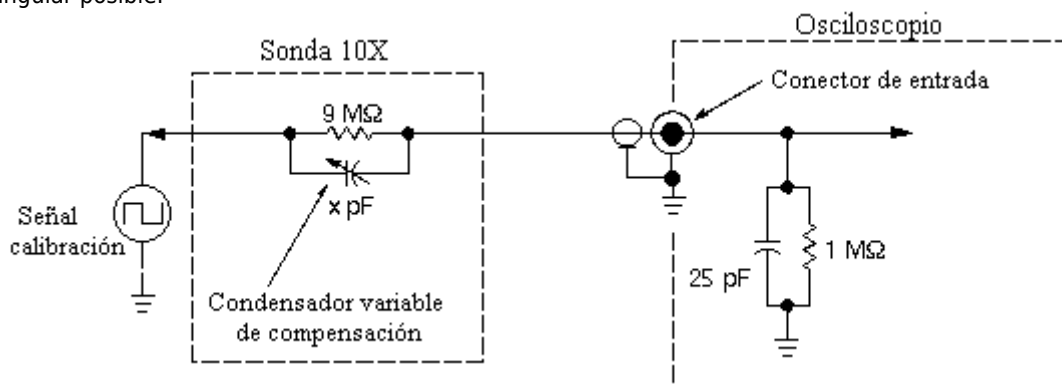 posible.
Osciloscopio
Sonda 10X
Conector de entrada
9 MΩ
x pF
Señal
calibración
25 pF
1 MΩ
Condensador variable
de compensación